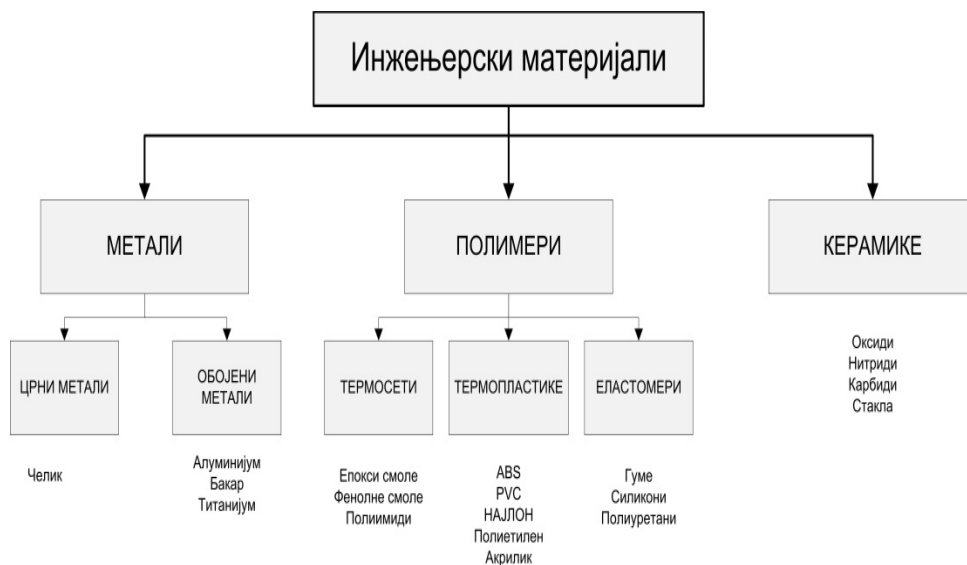 Инжењерски материјали
МЕТАЛИ
ПОЛИМЕРИ
КЕРАМИКЕ
ЦРНИ МЕТАЛИ
ОБОЈЕНИ
МЕТАЛИ
ТЕРМОСЕТИ
ТЕРМОПЛАСТИКЕ
ЕЛАСТОМЕРИ
Оксиди
Нитриди
Карбиди
Стакла
Челик
Алуминијум
Бакар
Титанијум
Епокси смоле
Фенолне смоле
Полиимиди
ABS
PVC
НАЈЛОН
Полиетилен
Акрилик
Гуме
Силикони
Полиуретани